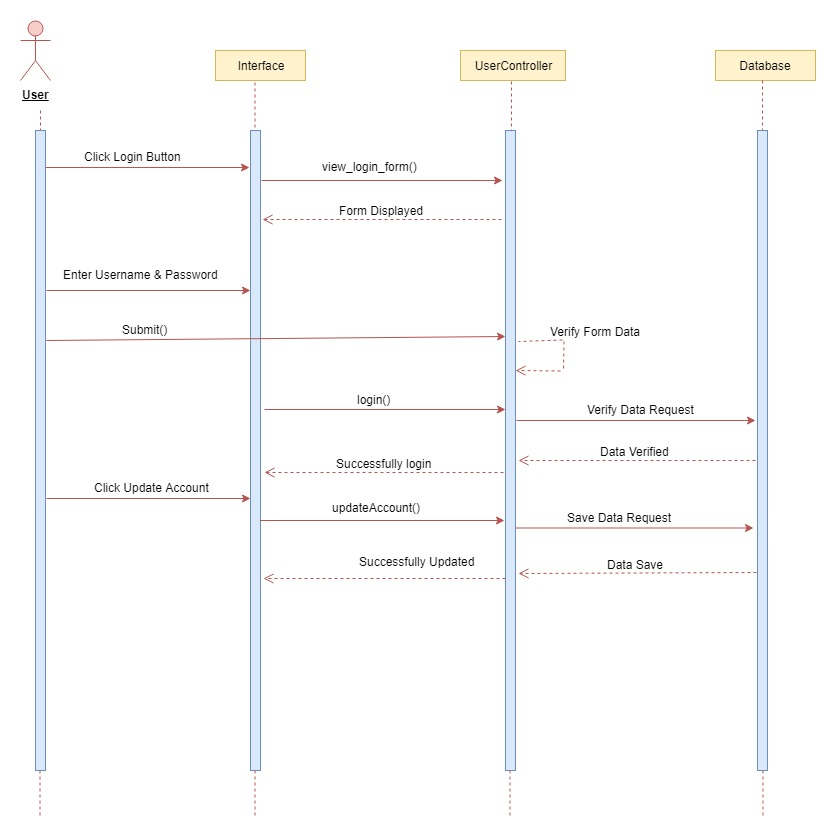 User
Interface
UserController
Database
Click Login Button
view_login_form()
Form Displayed
Enter Username & Password
Submit()
Verify Form Data
login()
Verify Data Request
Data Verified
Successfully login
Click Update Account
updateAccount()
Save Data Request
Successfully Updated
Data Save